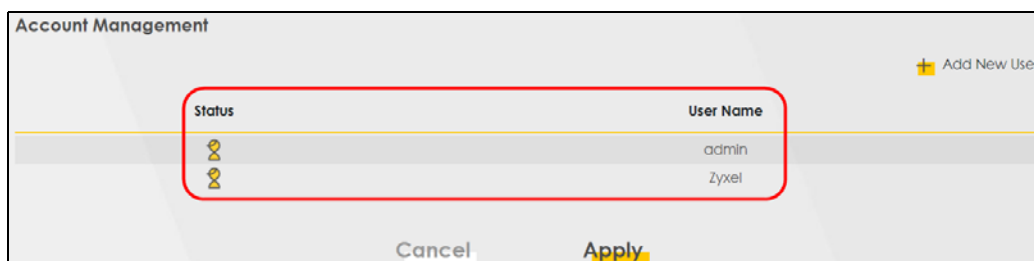 Account Management
Add New Use
Status User Name
admin
Zyxel
Cancel Apply